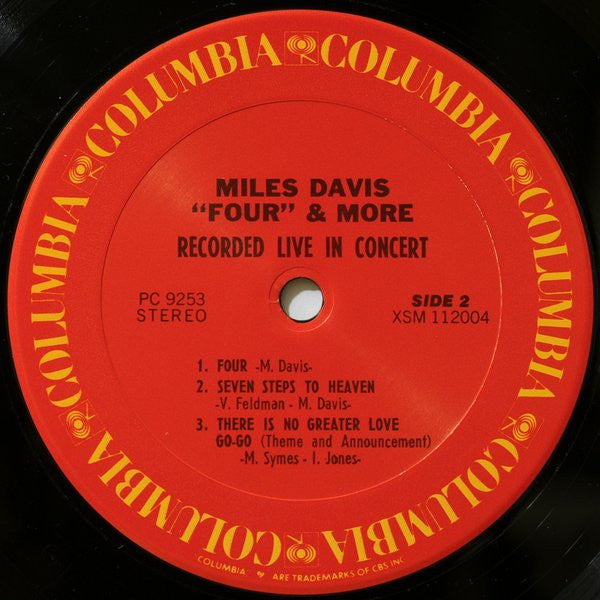 COLUMBIA COLUMBIA COLUMBIA COLUMBIA COLUMBIA COLUMBIA COLUMBIA COLUMBIA
MILES DAVIS
"FOUR" & MORE
RECORDED LIVE IN CONCERT
PC 9253
STEREO
SIDE 2
XSM 112004
1. FOUR -M. Davis-
2. SEVEN STEPS TO HEAVEN
-V. Feldman - M. Davis-
3. THERE IS NO GREATER LOVE
GO-GO (Theme and Announcement)
-M. Symes - I. Jones-
COLUMBIA ARE TRADEMARKS OF CBS INC